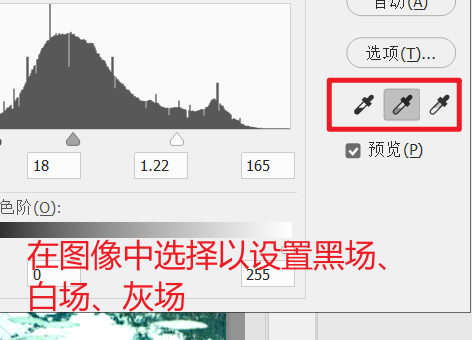 自动(A)
选项(T)...
预览(P)
18
1.22
165
色阶(O):
在图像中选择以设置黑场、
0
255
白场、灰场